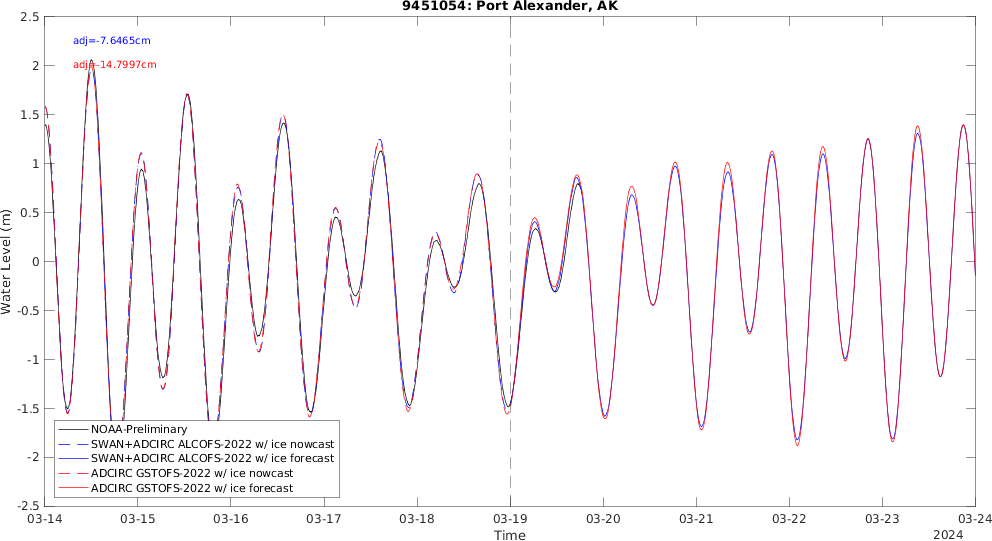 9451054: Port Alexander, AK
adj=-7.6465cm
adj=-14.7997cm
2.5
2
1.5
1
0.5
0
-0.5
-1
-1.5
-2
-2.5
Water Level (m)
NOAA-Preliminary
SWAN+ADCIRC ALCOFS-2022 w/ ice nowcast
SWAN+ADCIRC ALCOFS-2022 w/ ice forecast
ADCIRC GSTOFS-2022 w/ ice nowcast
ADCIRC GSTOFS-2022 w/ ice forecast
03-14 03-15 03-16 03-17 03-18 03-19 03-20 03-21 03-22 03-23 03-24
Time
2024